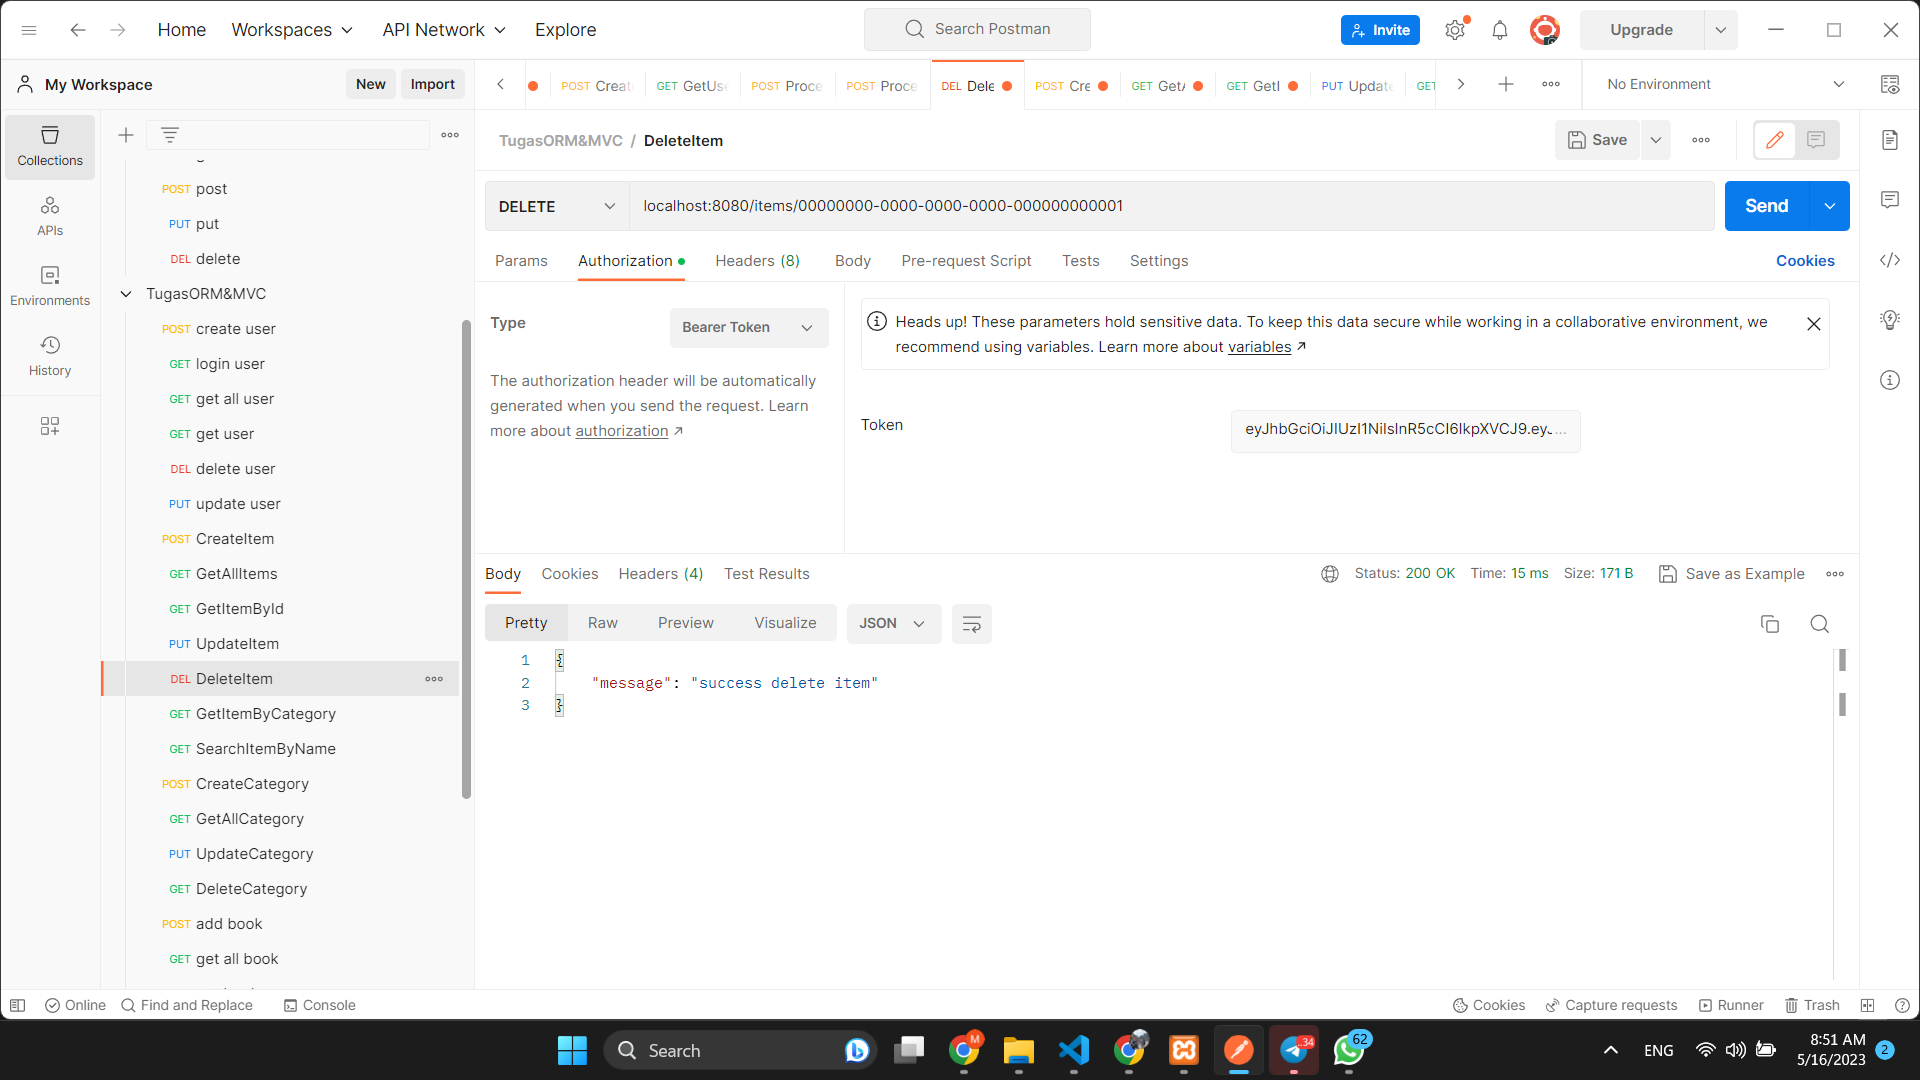 Home
Workspaces
API Network
Explore
Search Postman
Invite
Upgrade
My Workspace
New
Import
POST Creat
GET GetUse
POST Proce
POST Proce
DEL Dele
POST Cre
GET GetA
GET GetI
PUT Update
GET
No Environment
Collections
APIs
Environments
History
POST post
PUT put
DEL delete
TugasORM&MVC
POST create user
GET login user
GET get all user
GET get user
DEL delete user
PUT update user
POST CreateItem
GET GetAllItems
GET GetItemById
PUT UpdateItem
DEL DeleteItem
GET GetItemByCategory
GET SearchItemByName
POST CreateCategory
GET GetAllCategory
PUT UpdateCategory
GET DeleteCategory
POST add book
GET get all book
TugasORM&MVC / DeleteItem
Save
DELETE
localhost:8080/items/00000000-0000-0000-0000-000000000001
Send
Params
Authorization
Headers (8)
Body
Pre-request Script
Tests
Settings
Cookies
Type
Bearer Token
The authorization header will be automatically
generated when you send the request. Learn
more about authorization ↗
Heads up! These parameters hold sensitive data. To keep this data secure while working in a collaborative environment, we
recommend using variables. Learn more about variables ↗
Token
eyJhbGciOiJIUzI1NiIsInR5cCI6IkpXVCJ9.eyJ...
Body
Cookies
Headers (4)
Test Results
Status: 200 OK
Time: 15 ms
Size: 171 B
Save as Example
Pretty
Raw
Preview
Visualize
JSON
1 {
2 "message": "success delete item"
3 }
Online
Find and Replace
Console
Cookies
Capture requests
Runner
Trash
Search
M
34
62
ENG
8:51 AM
5/16/2023
2